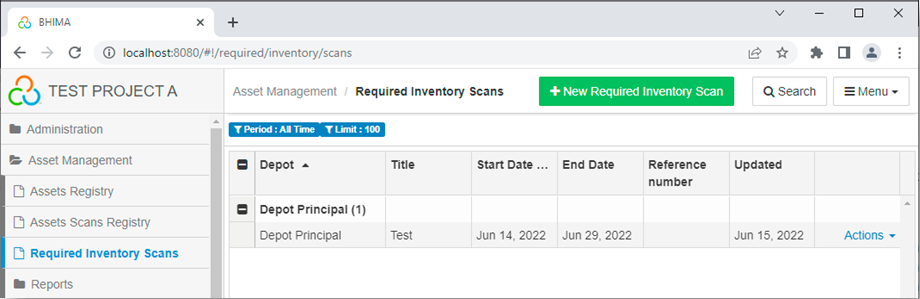 BHIMA
localhost:8080/#!/required/inventory/scans
TEST PROJECT A
Asset Management / Required Inventory Scans
New Required Inventory Scan
Search
Menu
Administration
Asset Management
Assets Registry
Assets Scans Registry
Required Inventory Scans
Reports
Period : All Time
Limit : 100
Depot
Title
Start Date ...
End Date
Reference
number
Updated
Depot Principal (1)
Depot Principal
Test
Jun 14, 2022
Jun 29, 2022
Jun 15, 2022
Actions